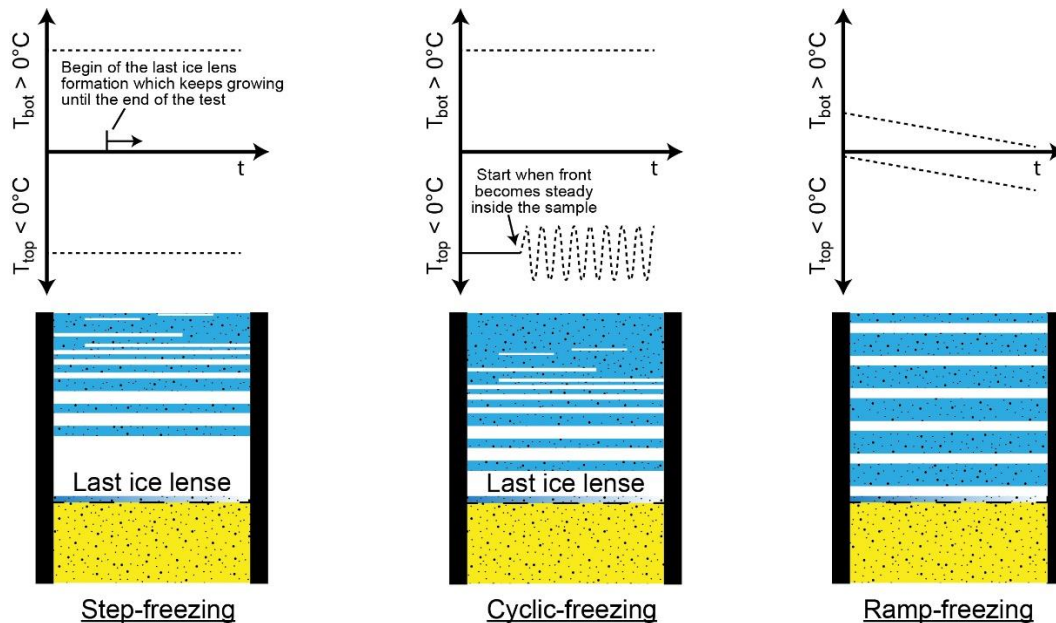 T_bot > 0°C
T_top < 0°C
Begin of the last ice lens
formation which keeps growing
until the end of the test
t
Last ice lense
Step-freezing
T_bot > 0°C
T_top < 0°C
t
Start when front
becomes steady
inside the sample
Last ice lense
Cyclic-freezing
T_bot > 0°C
T_top < 0°C
t
Ramp-freezing